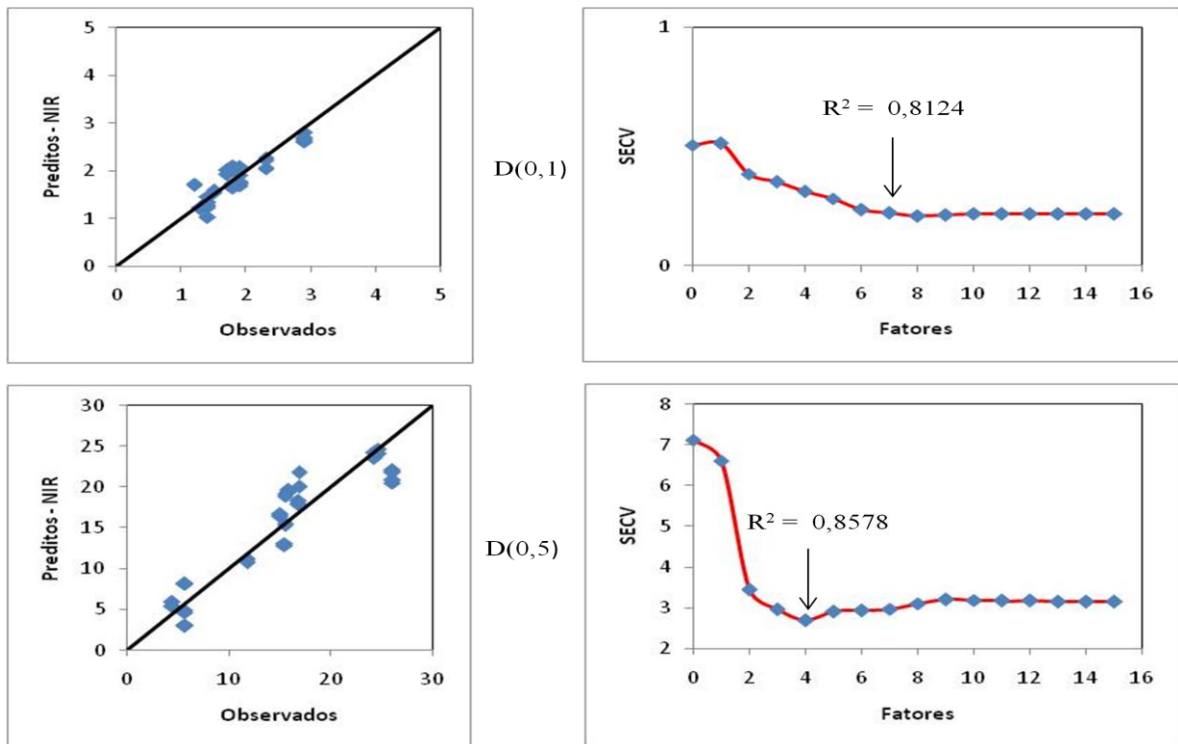 5
4
3
2
1
0
0 1 2 3 4 5
Preditos - NIR
Observados
D(0,1)
1
0
0 2 4 6 8 10 12 14 16
SECV
Fatores
R² = 0,8124
30
25
20
15
10
5
0
0 10 20 30
Preditos - NIR
Observados
D(0,5)
8
7
6
5
4
3
2
0 2 4 6 8 10 12 14 16
SECV
Fatores
R² = 0,8578